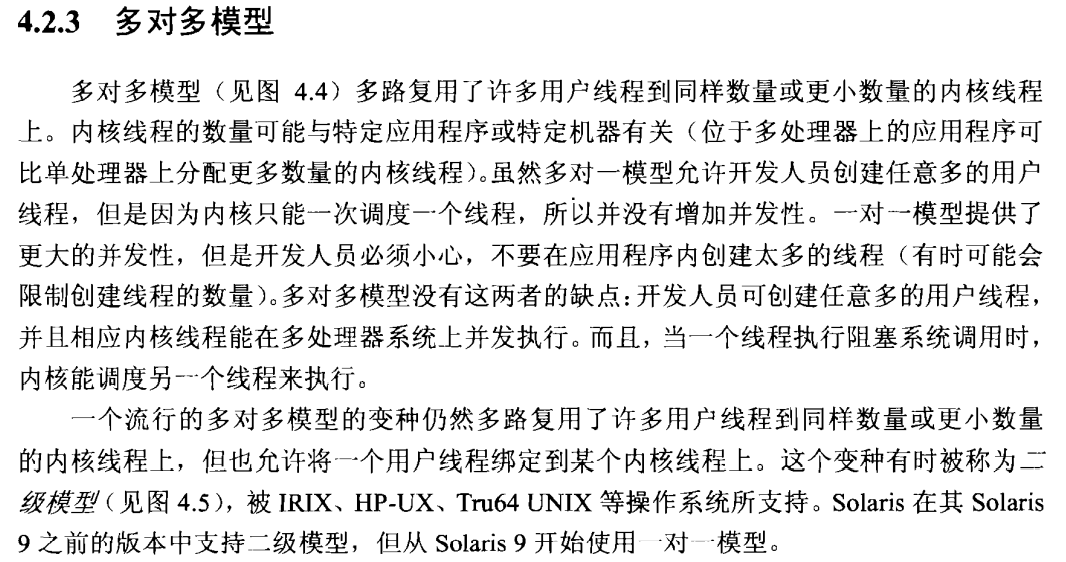 4.2.3 多对多模型
多对多模型（见图 4.4）多路复用了许多用户线程到同样数量或更小数量的内核线程
上。内核线程的数量可能与特定应用程序或特定机器有关（位于多处理器上的应用程序可
比单处理器上分配更多数量的内核线程）。虽然多对一模型允许开发人员创建任意多的用户
线程，但是因为内核只能一次调度一个线程，所以并没有增加并发性。一对一模型提供了
更大的并发性，但是开发人员必须小心，不要在应用程序内创建太多的线程（有时可能会
限制创建线程的数量）。多对多模型没有这两者的缺点：开发人员可创建任意多的用户线程，
并且相应内核线程能在多处理器系统上并发执行。而且，当一个线程执行阻塞系统调用时，
内核能调度另一个线程来执行。
一个流行的多对多模型的变种仍然多路复用了许多用户线程到同样数量或更小数量
的内核线程上，但也允许将一个用户线程绑定到某个内核线程上。这个变种有时被称为二
级模型（见图 4.5），被 IRIX、HP-UX、Tru64 UNIX 等操作系统所支持。Solaris 在其 Solaris
9 之前的版本中支持二级模型，但从 Solaris 9 开始使用一对一模型。